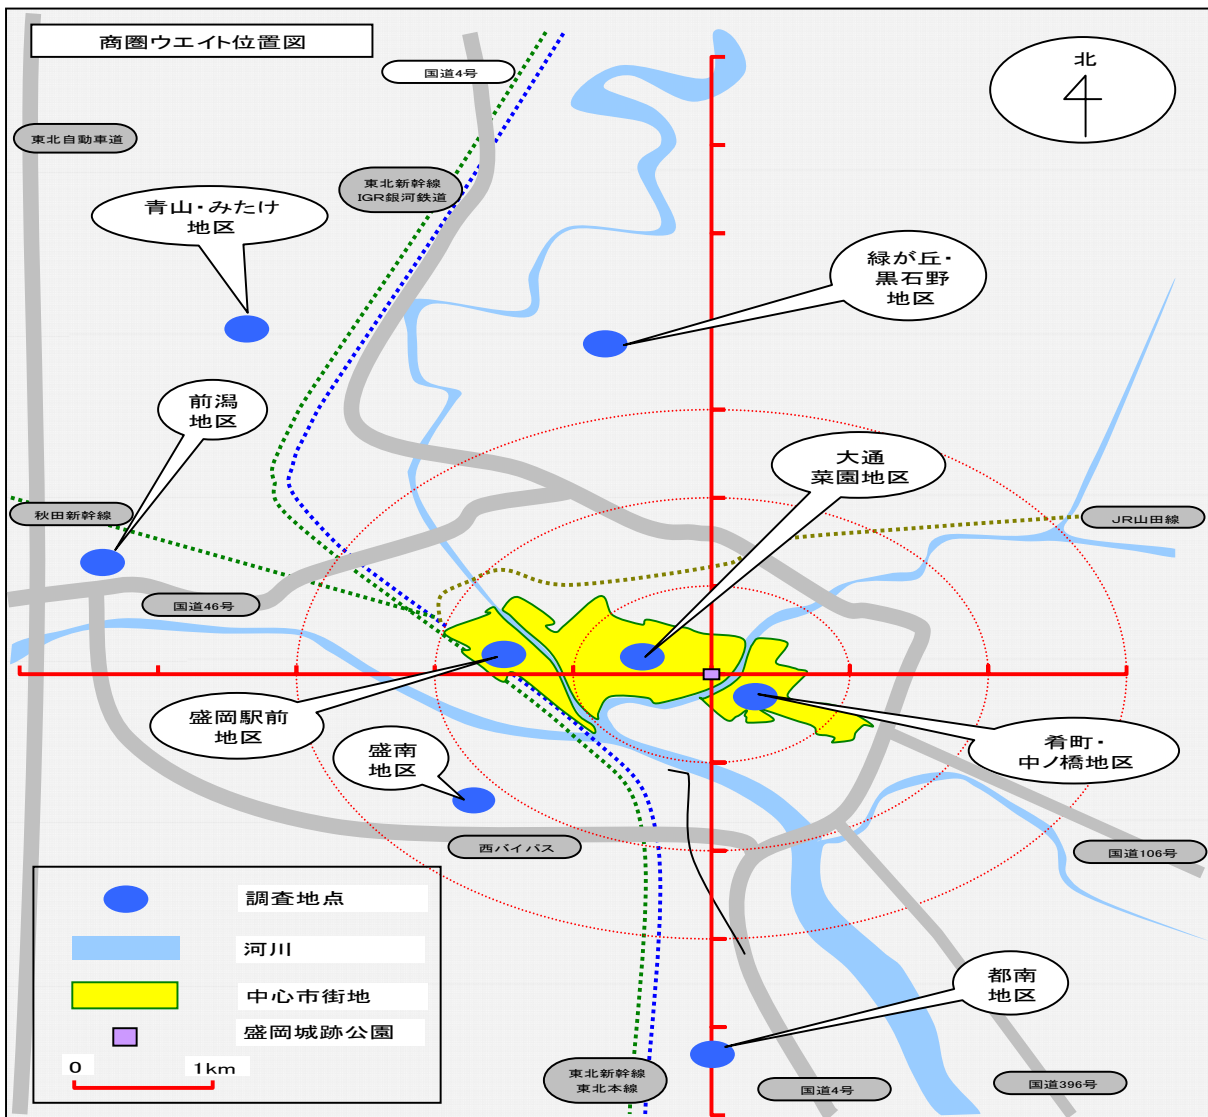 商圏ウエイト位置図
国道4号
北
東北自動車道
東北新幹線
IGR銀河鉄道
青山・みたけ
地区
緑が丘・
黒石野
地区
前潟
地区
大通
菜園地区
秋田新幹線
JR山田線
国道46号
盛岡駅前
地区
盛南
地区
肴町・
中ノ橋地区
西バイパス
国道106号
調査地点
河川
中心市街地
盛岡城跡公園
0
1km
都南
地区
東北新幹線
東北本線
国道4号
国道396号